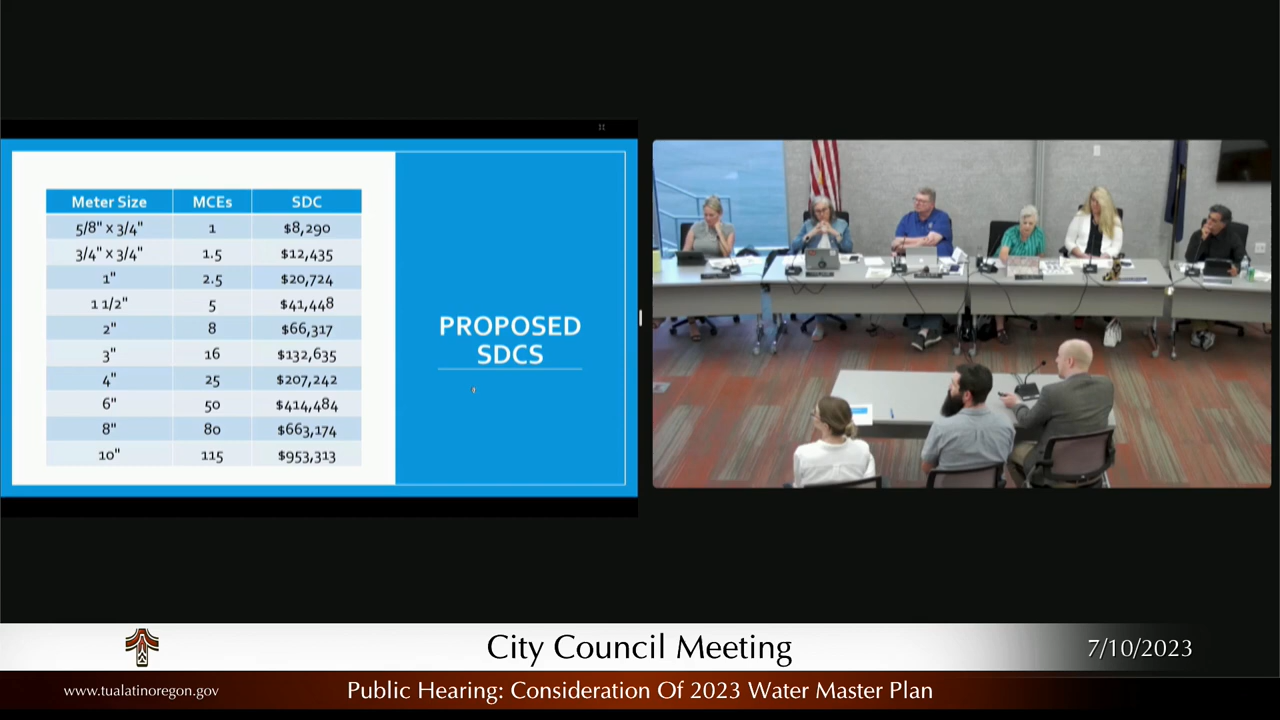 Meter Size MCEs SDC
5/8" x 3/4" 1 $8,290
3/4" x 3/4" 1.5 $12,435
1" 2.5 $20,724
1 1/2" 5 $41,448
2" 8 $66,317
3" 16 $132,635
4" 25 $207,242
6" 50 $414,484
8" 80 $663,174
10" 115 $953,313
PROPOSED
SDCS
City Council Meeting
7/10/2023
www.tualatinoregon.gov
Public Hearing: Consideration Of 2023 Water Master Plan